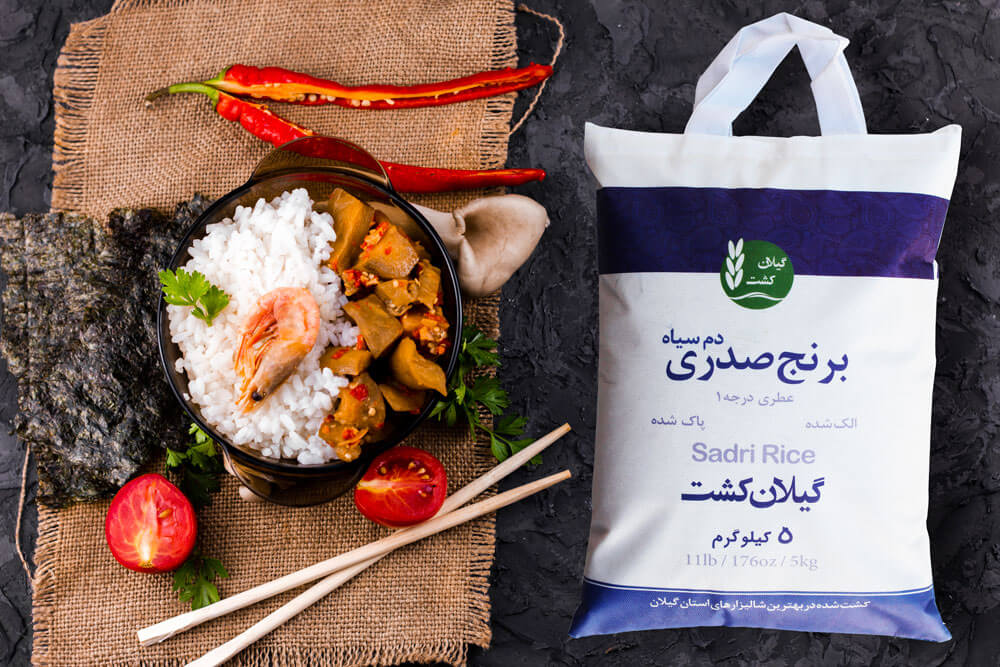 گیلان
کشت
دم سیاه
برنج صدری
عطری درجه ۱
الک شده پاک شده
Sadri Rice
گیلان کشت
۵ کیلوگرم
11lb / 176oz / 5kg
کشت شده در بهترین شالیزارهای استان گیلان